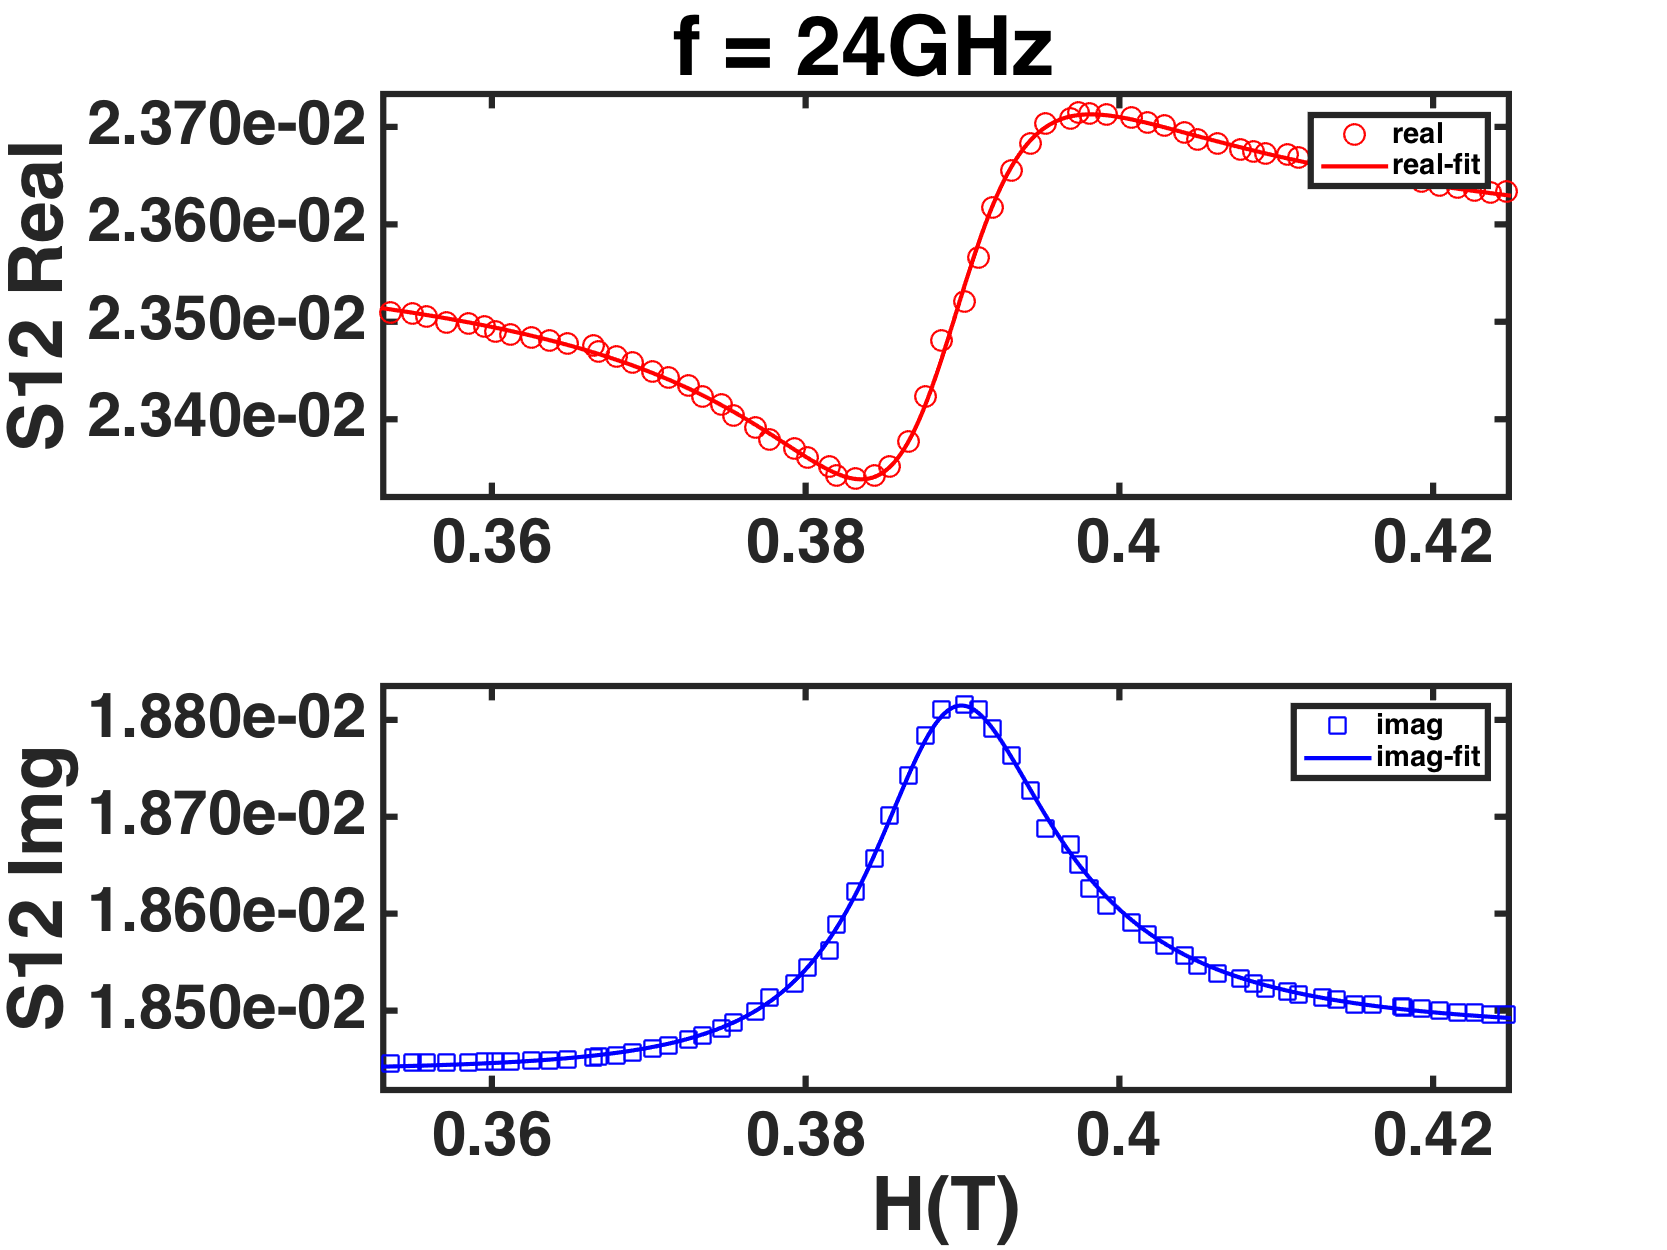 f = 24GHz
S12 Real
2.370e-02
2.360e-02
2.350e-02
2.340e-02
real
real-fit
0.36
0.38
0.4
0.42
S12 Img
1.880e-02
1.870e-02
1.860e-02
1.850e-02
imag
imag-fit
0.36
0.38
0.4
0.42
H(T)